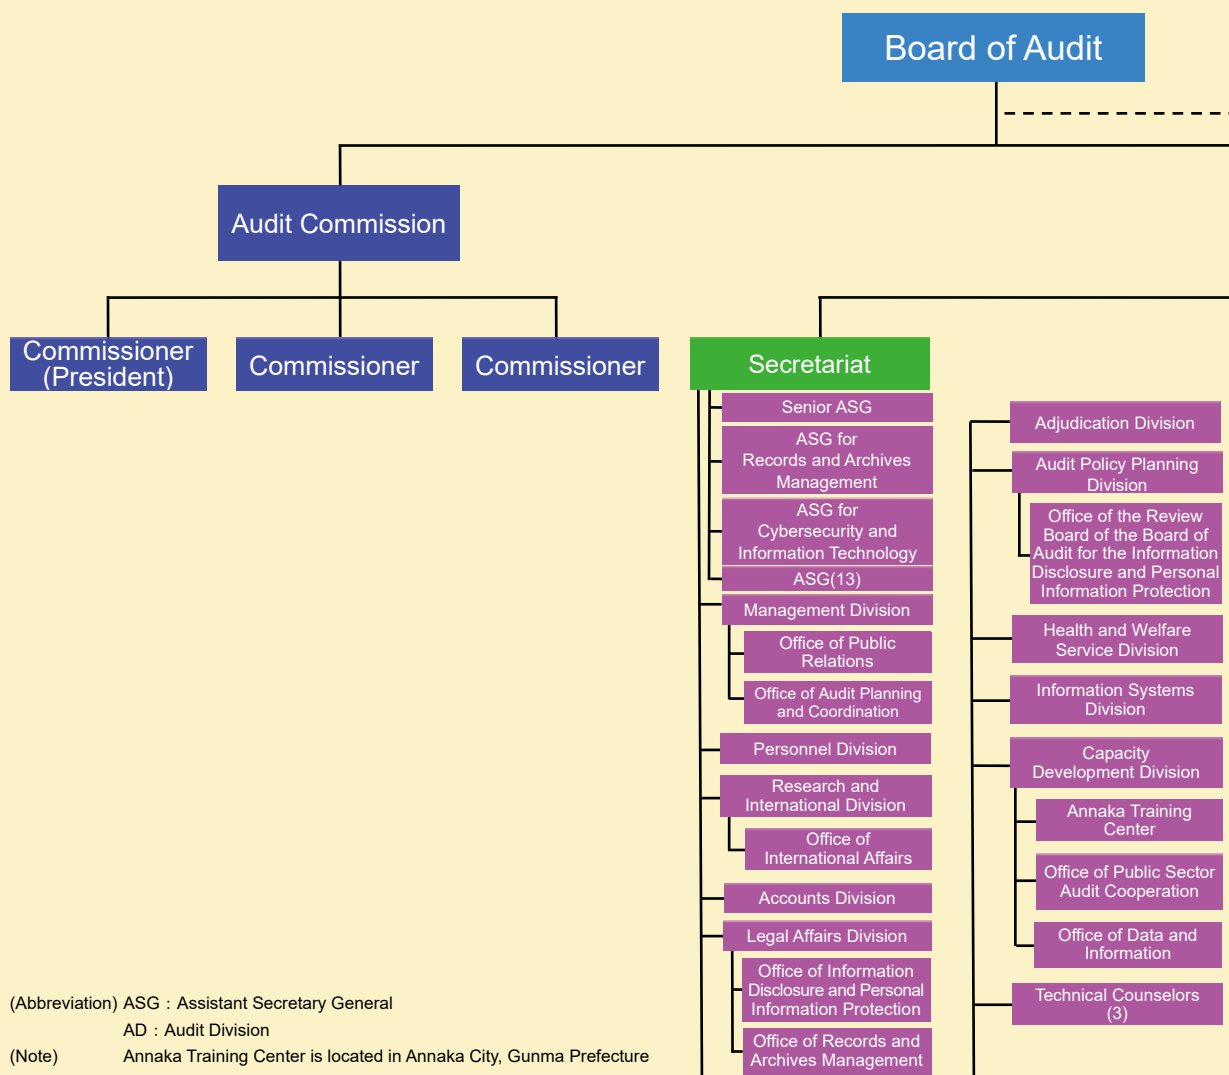 Board of Audit
Audit Commission
Commissioner
(President)
Commissioner
Commissioner
Secretariat
Senior ASG
ASG for
Records and Archives
Management
ASG for
Cybersecurity and
Information Technology
ASG(13)
Management Division
Office of Public
Relations
Office of Audit Planning
and Coordination
Personnel Division
Research and
International Division
Office of
International Affairs
Accounts Division
Legal Affairs Division
Office of Information
Disclosure and Personal
Information Protection
Office of Records and
Archives Management
Adjudication Division
Audit Policy Planning
Division
Office of the Review
Board of the Board of
Audit for the Information
Disclosure and Personal
Information Protection
Health and Welfare
Service Division
Information Systems
Division
Capacity
Development Division
Annaka Training
Center
Office of Public Sector
Audit Cooperation
Office of Data and
Information
Technical Counselors
(3)
(Abbreviation) ASG : Assistant Secretary General
AD : Audit Division
(Note) Annaka Training Center is located in Annaka City, Gunma Prefecture